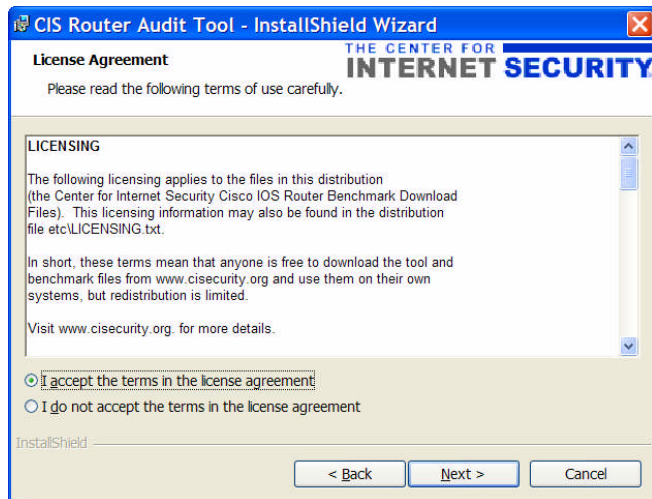 CIS Router Audit Tool - InstallShield Wizard
License Agreement
THE CENTER FOR
INTERNET SECURITY
Please read the following terms of use carefully.
LICENSING
The following licensing applies to the files in this distribution
(the Center for Internet Security Cisco IOS Router Benchmark Download
Files).  This licensing information may also be found in the distribution
file etc\LICENSING.txt.
In short, these terms mean that anyone is free to download the tool and
benchmark files from www.cisecurity.org and use them on their own
systems, but redistribution is limited.
Visit www.cisecurity.org. for more details.
I accept the terms in the license agreement
I do not accept the terms in the license agreement
InstallShield
< Back
Next >
Cancel